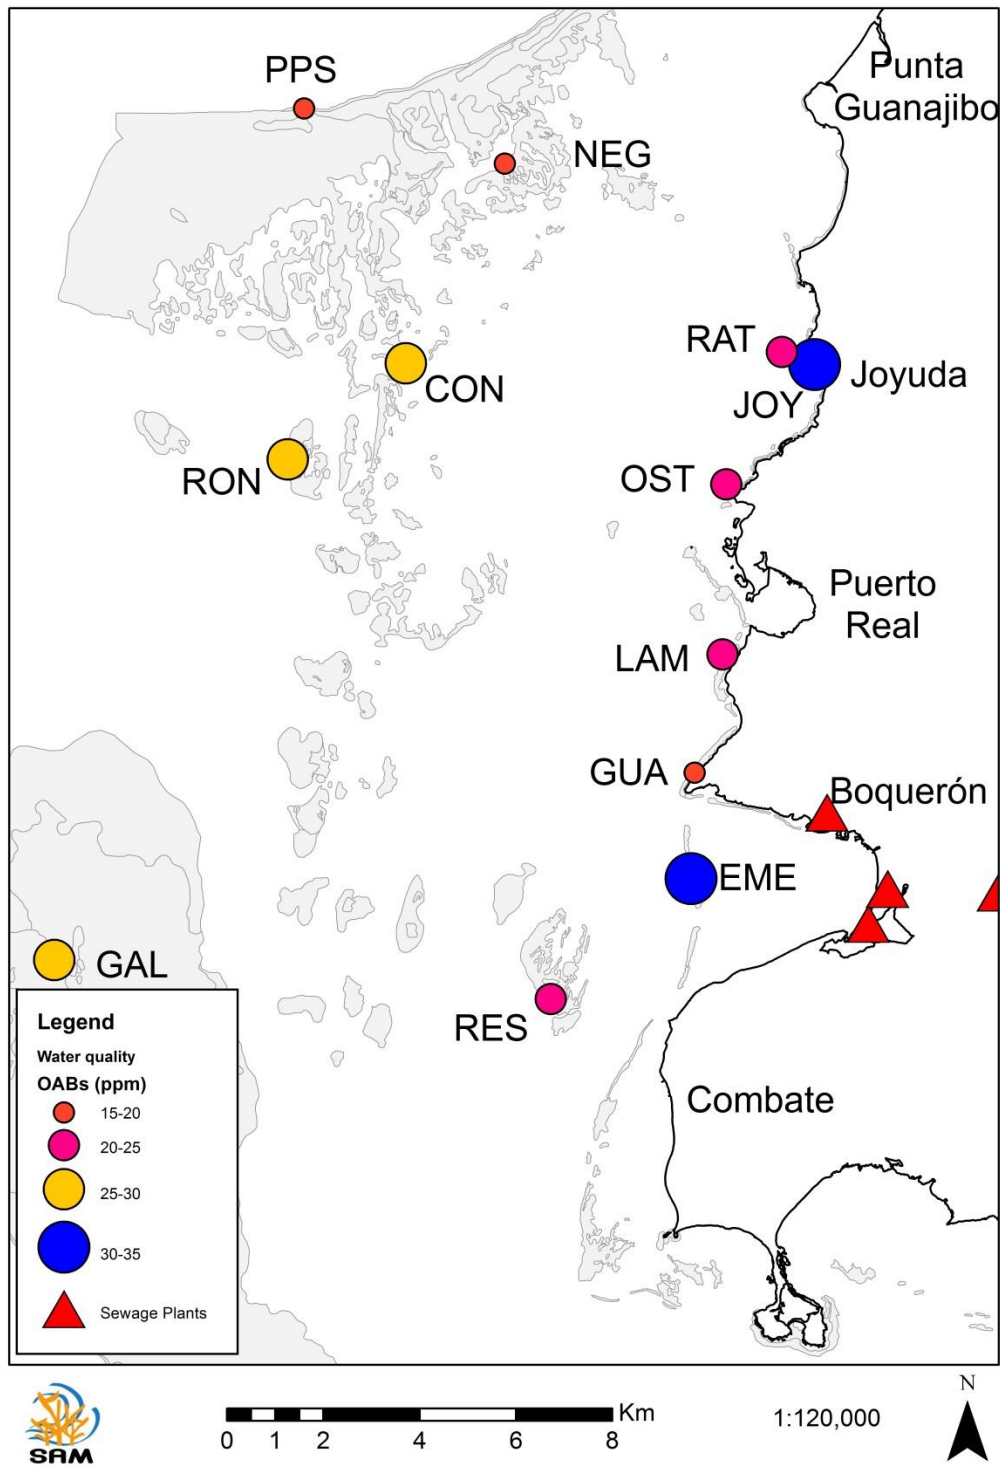 PPS
NEG
Punta
Guanajibo
RAT
CON
JOY
Joyuda
RON
OST
Puerto
Real
LAM
GUA
Boquerón
EME
GAL
RES
Combate
Legend
Water quality
OABs (ppm)
15-20
20-25
25-30
30-35
Sewage Plants
SAM
Km
0 1 2 4 6 8
1:120,000
N